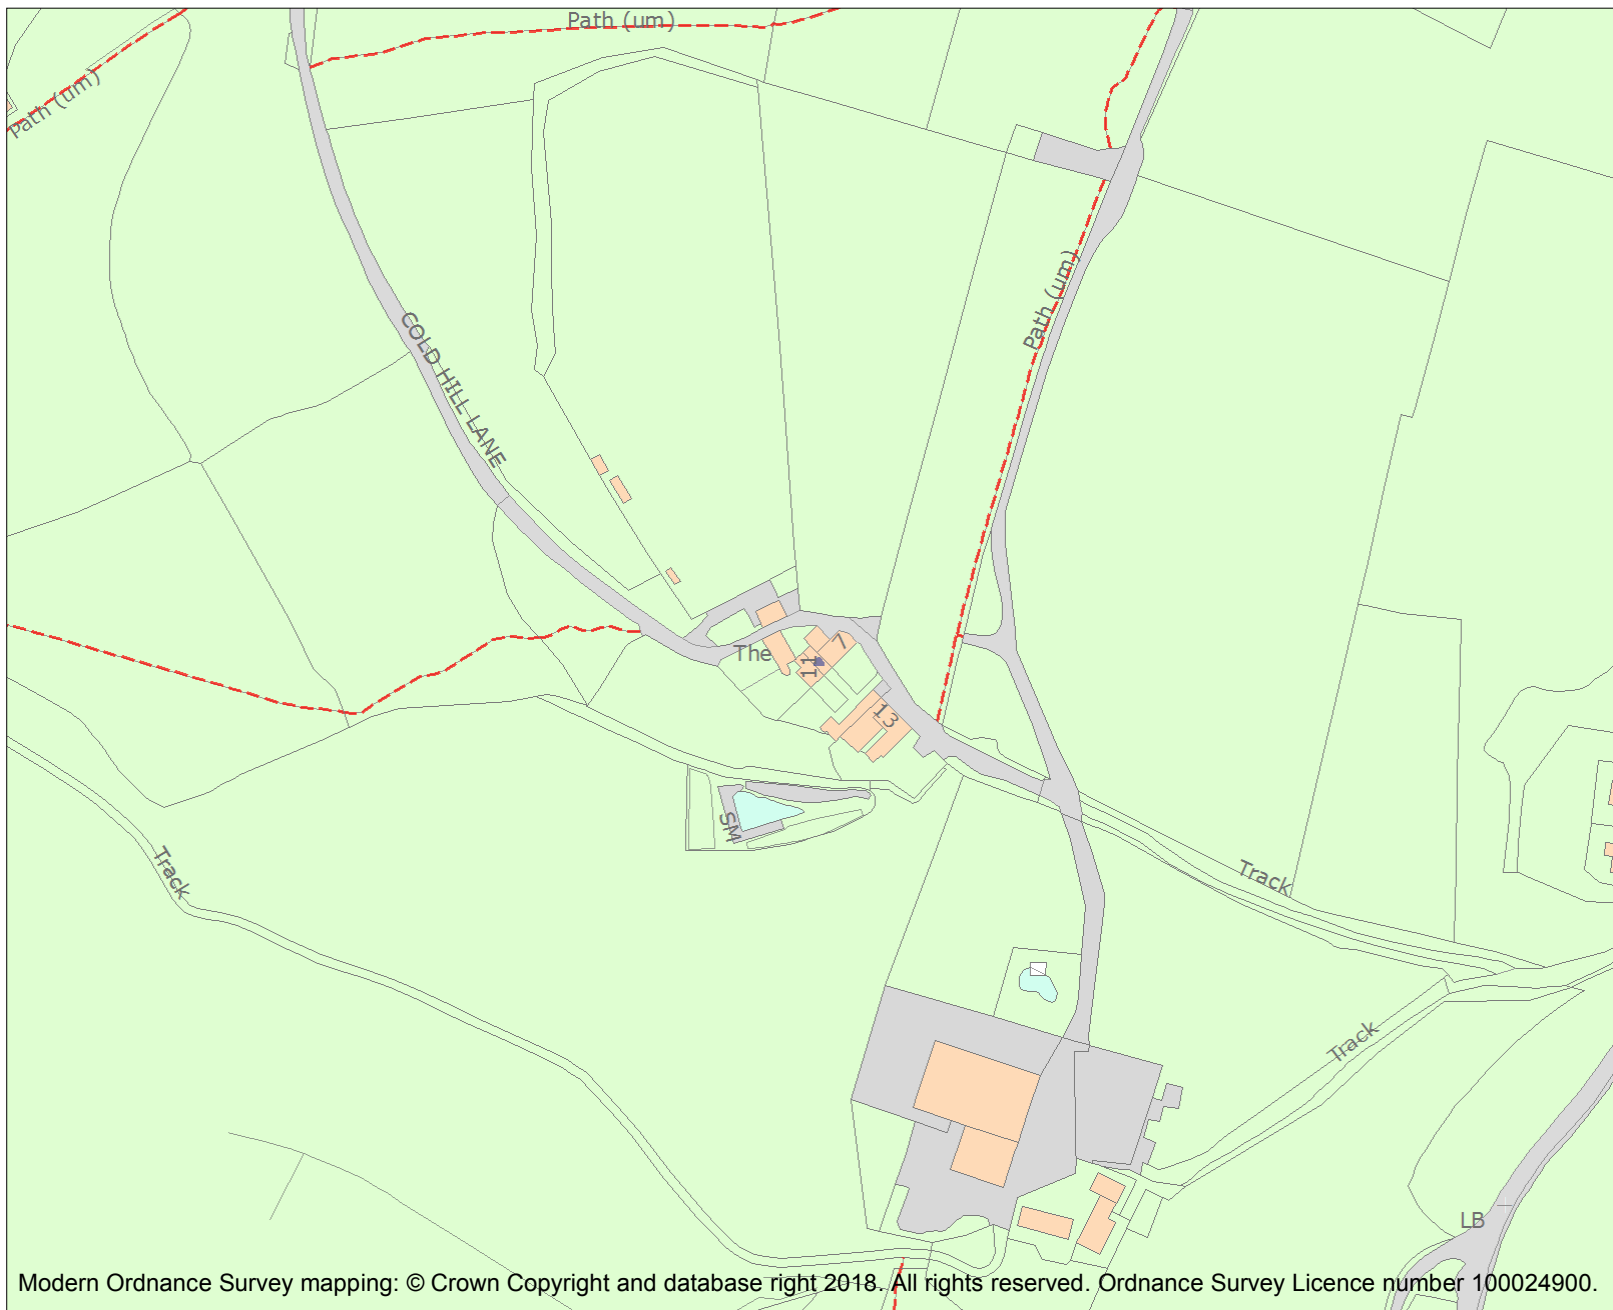 Path (um)
Path (um)
Path (um)
COLD HILL LANE
The
7
11
13
SM
Track
Track
Track
LB
Modern Ordnance Survey mapping: © Crown Copyright and database right 2018. All rights reserved. Ordnance Survey Licence number 100024900.